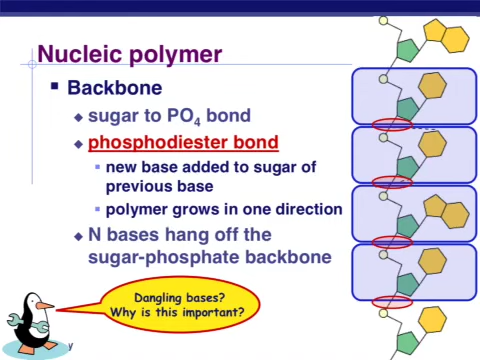 Nucleic polymer
Backbone
sugar to PO4 bond
phosphodiester bond
new base added to sugar of
previous base
polymer grows in one direction
N bases hang off the
sugar-phosphate backbone
Dangling bases?
Why is this important?
y